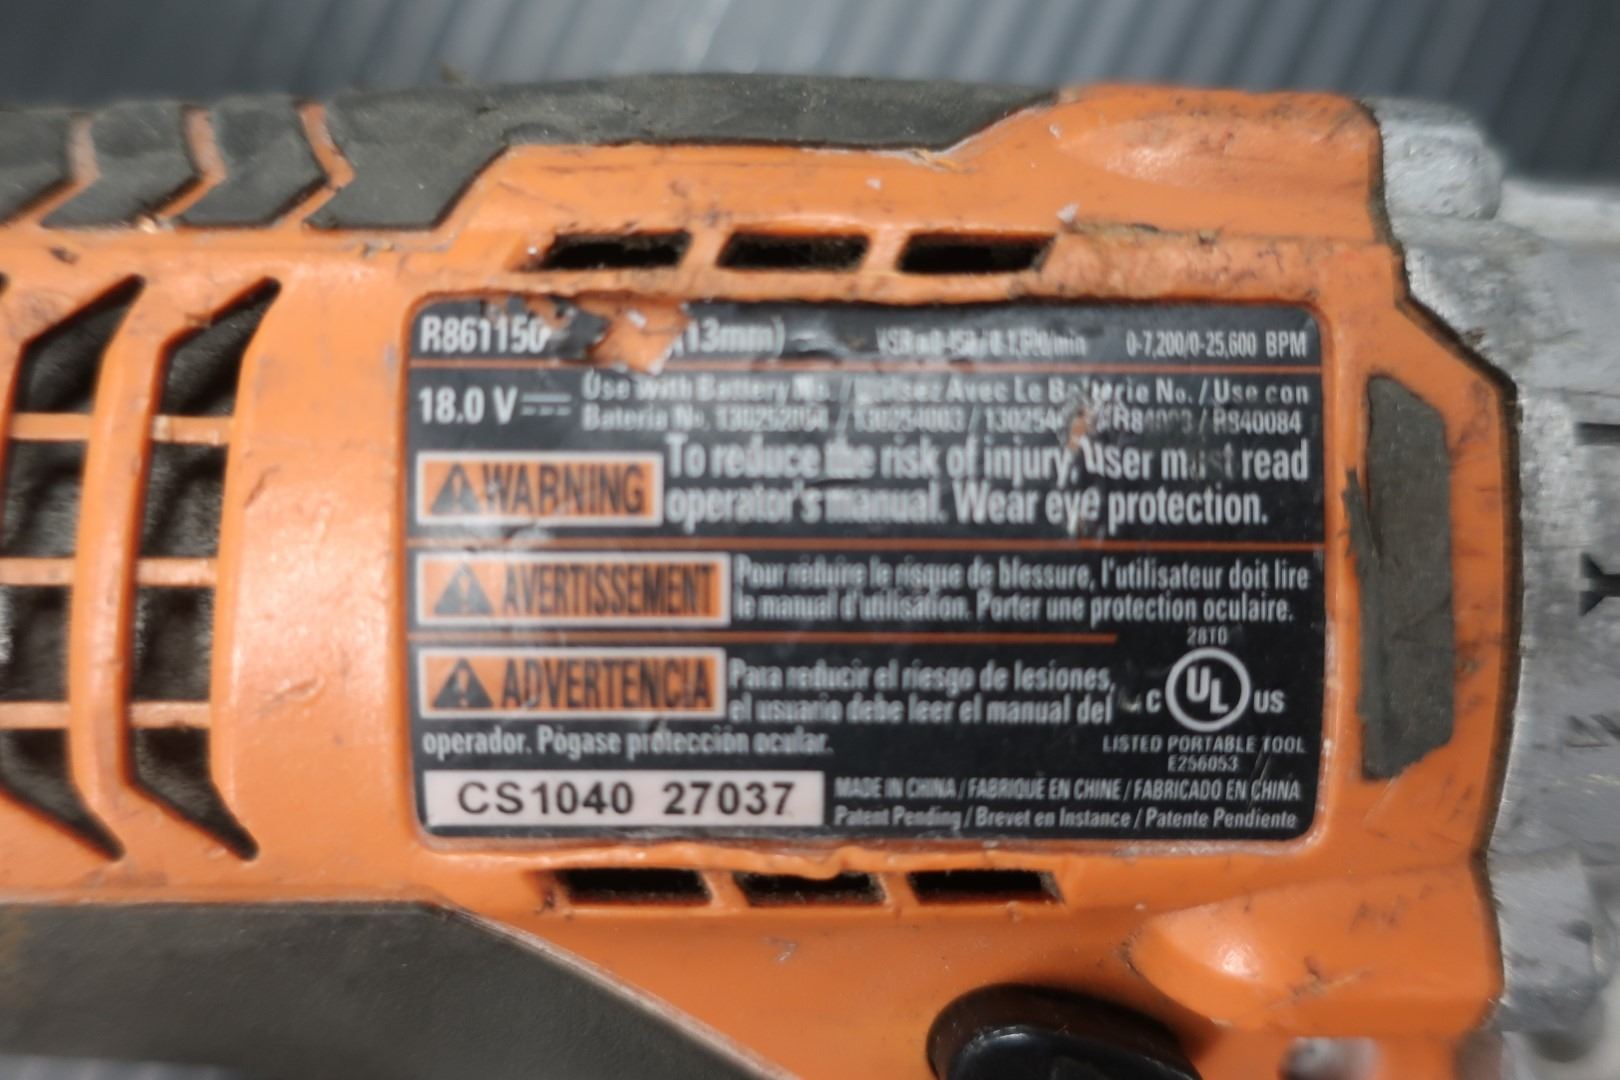 R861150 (13mm) 0-7,200/0-25,600 BPM
18.0 V Use with Battery No. / Utilisez Avec Le Batterie No. / Use con
Bateria No. / 130254003 / / R840084
WARNING To reduce the risk of injury, user must read
operator's manual. Wear eye protection.
AVERTISSEMENT Pour réduire le risque de blessure, l'utilisateur doit lire
le manual d'utilisation. Porter une protection oculaire.
ADVERTENCIA Para reducir el riesgo de lesiones,
el usuario debe leer el manual del
operador. Pógase protección ocular.
28T0
C UL US
LISTED PORTABLE TOOL
E256053
CS1040 27037
MADE IN CHINA / FABRIQUÉ EN CHINE / FABRICADO EN CHINA
Patent Pending / Brevet en Instance / Patente Pendiente